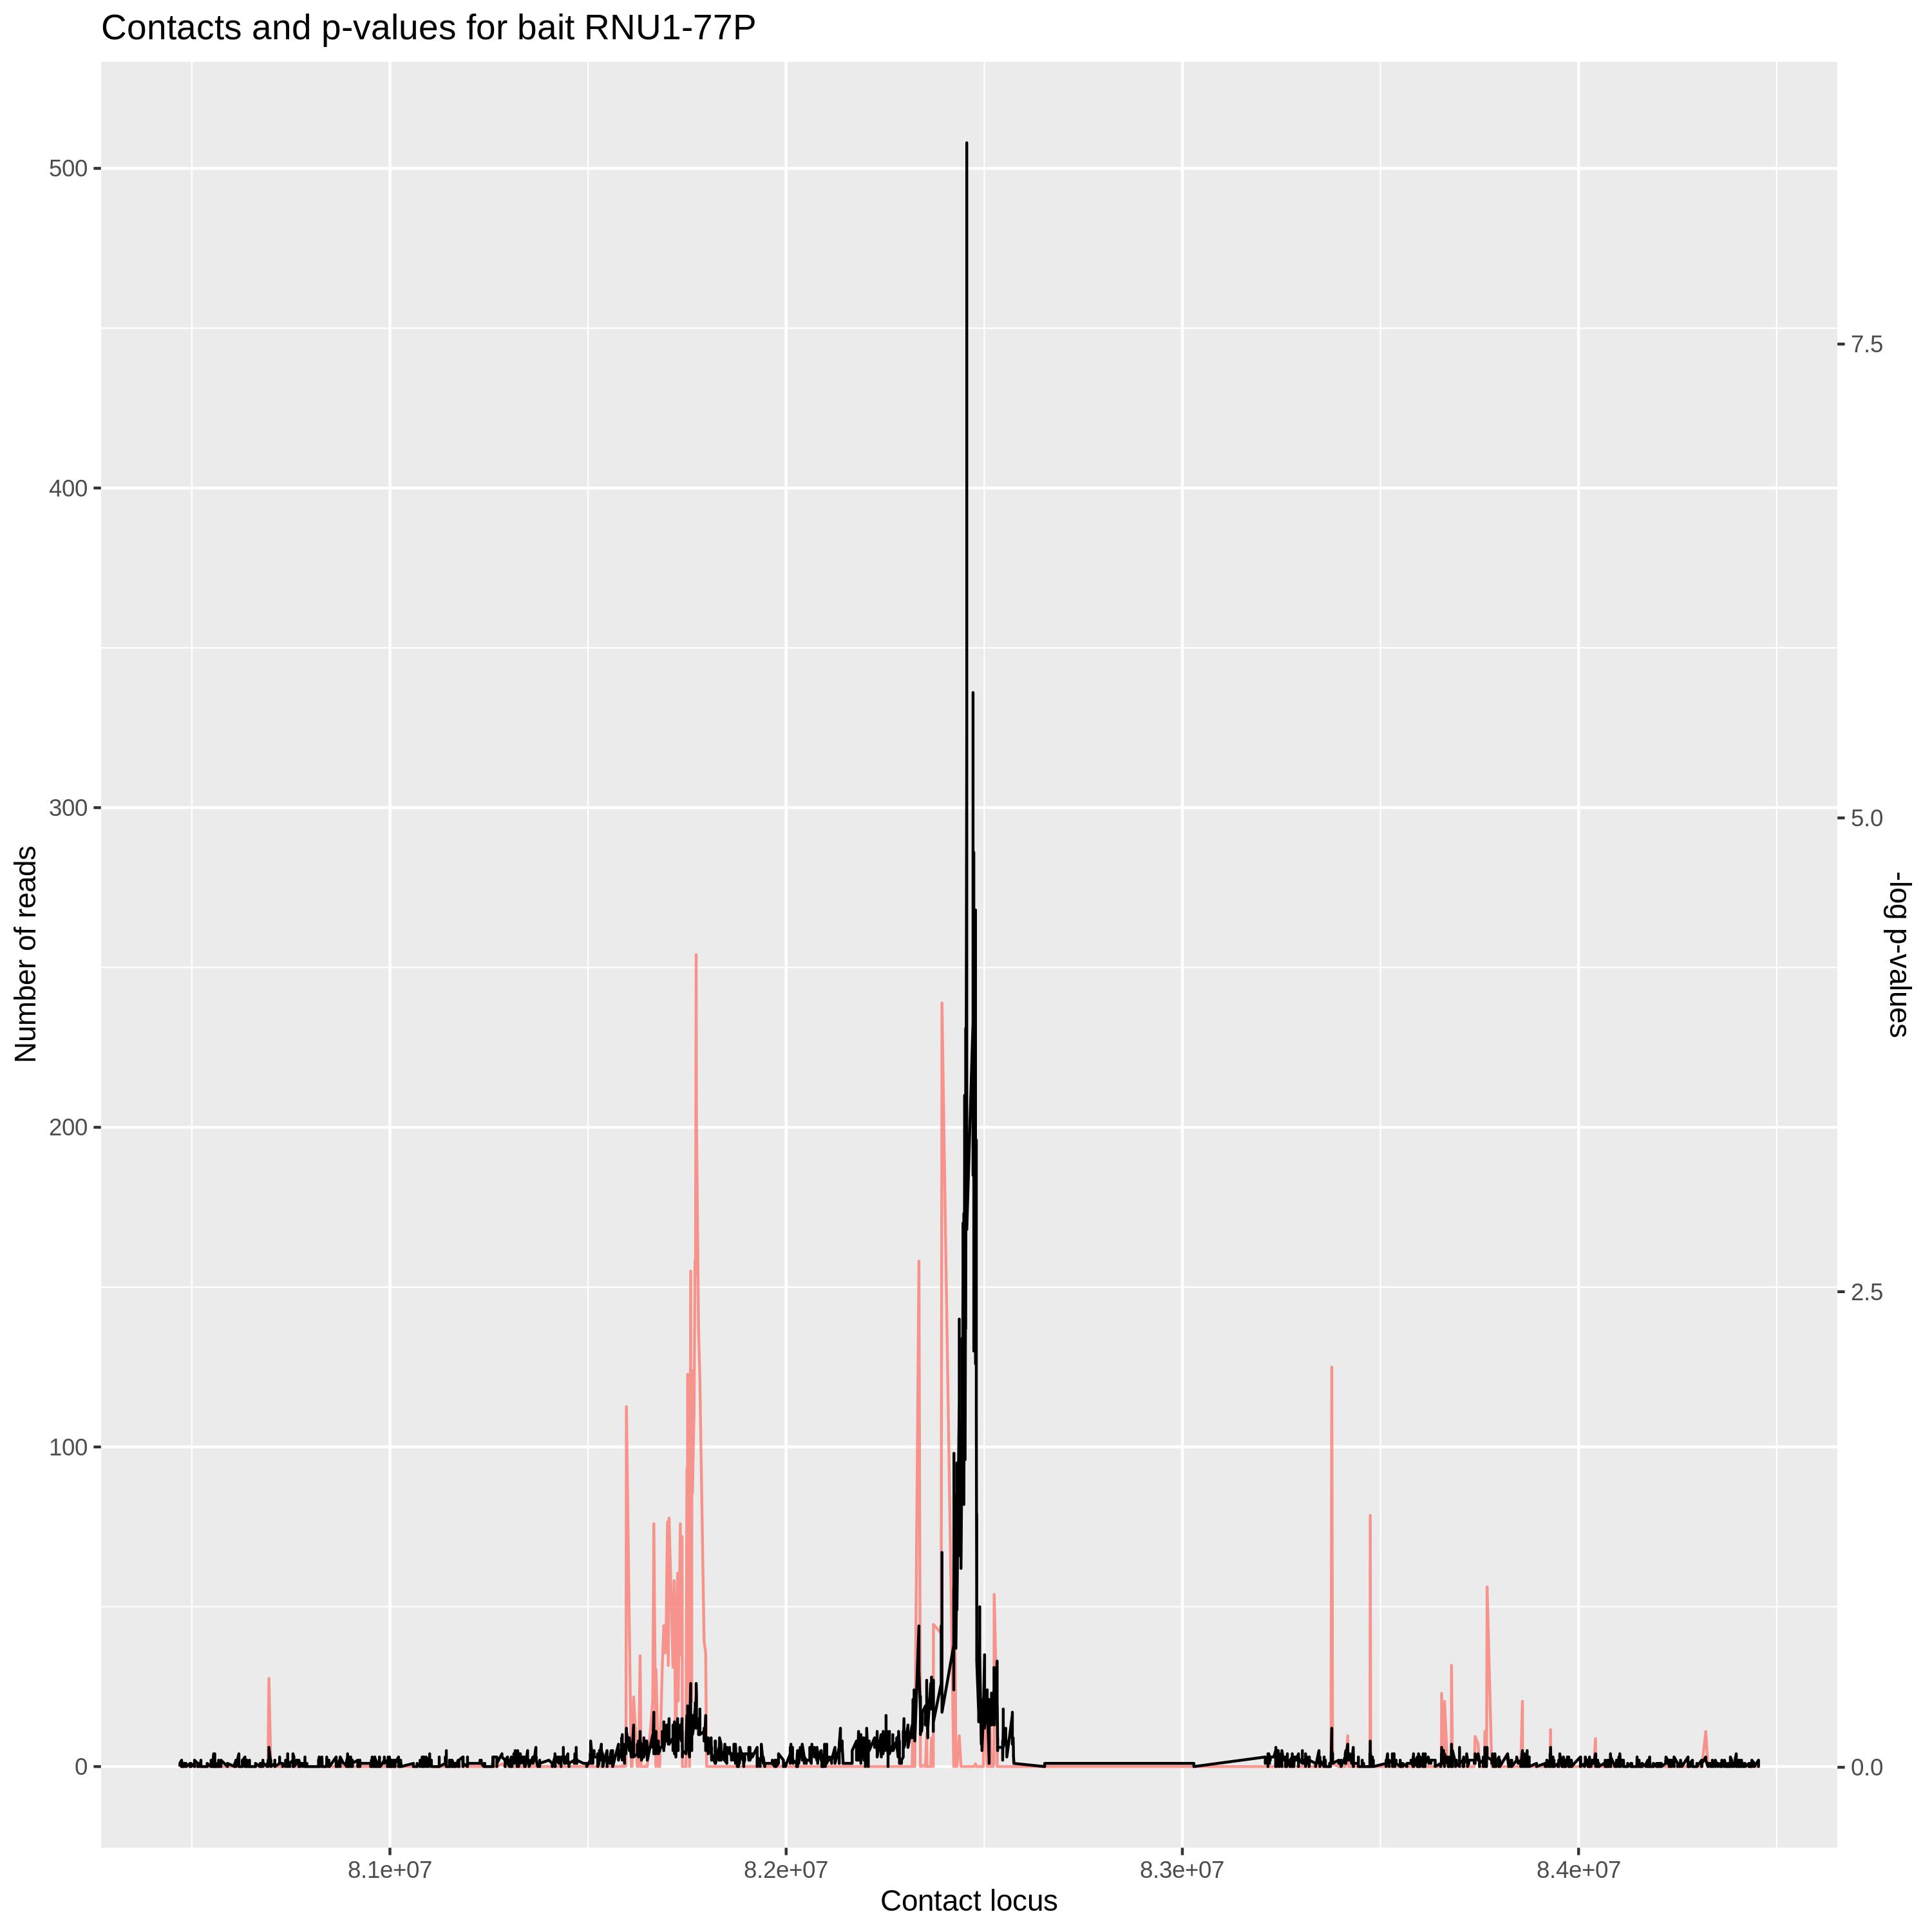 Contacts and p-values for bait RNU1-77P
500
400
300
200
100
0
Number of reads
7.5
5.0
2.5
0.0
-log p-values
8.1e+07
8.2e+07
8.3e+07
8.4e+07
Contact locus